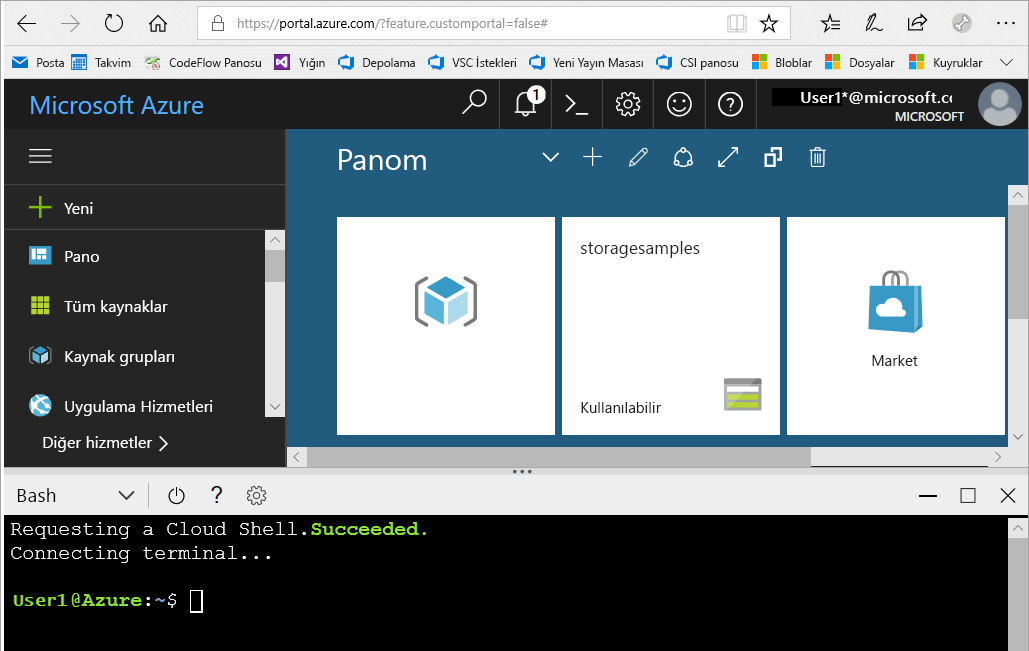 https://portal.azure.com/?feature.customportal=false#
Posta Takvim CodeFlow Panosu Yığın Depolama VSC İstekleri Yeni Yayın Masası CSI panosu Bloblar Dosyalar Kuyruklar
Microsoft Azure 1 User1*@microsoft.co
MICROSOFT
Panom
Yeni
Pano
Tüm kaynaklar
Kaynak grupları
Uygulama Hizmetleri
Diğer hizmetler
storagesamples
Kullanılabilir
Market
Bash
Requesting a Cloud Shell.Succeeded.
Connecting terminal...
User1@Azure:~$